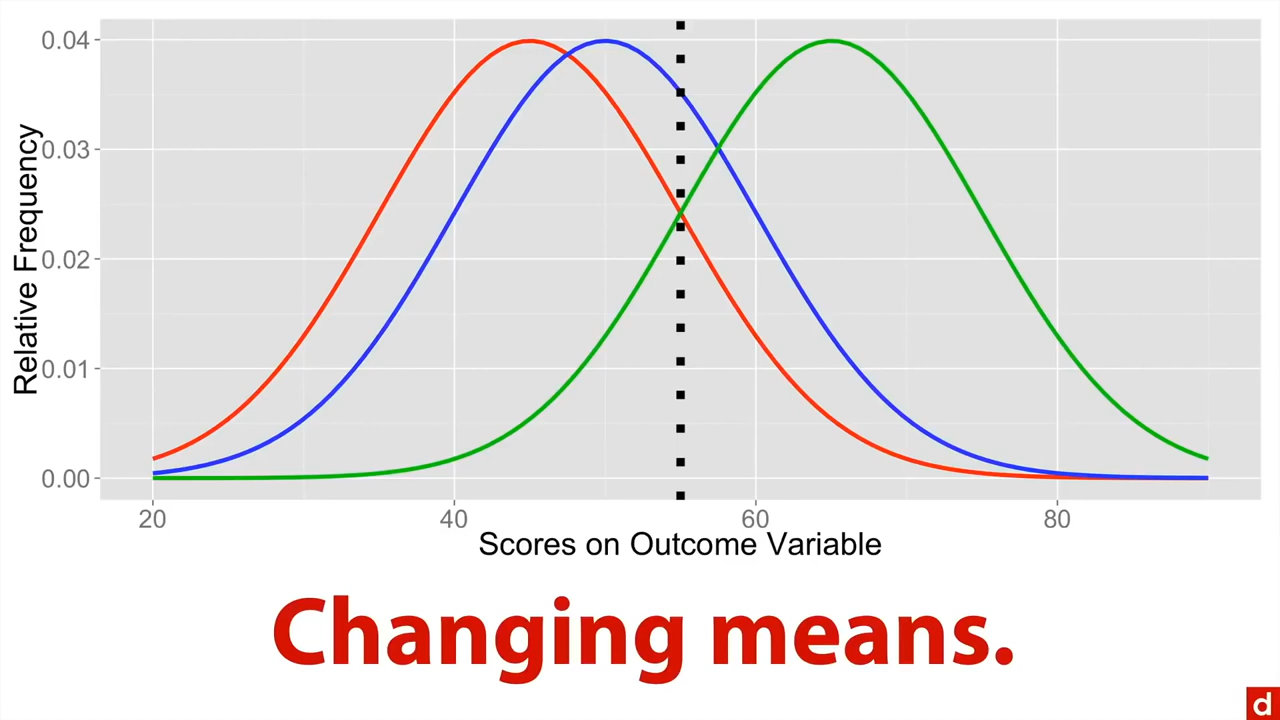 0.04
0.03
0.02
0.01
0.00
Relative Frequency
20 40 60 80
Scores on Outcome Variable
Changing means.
d